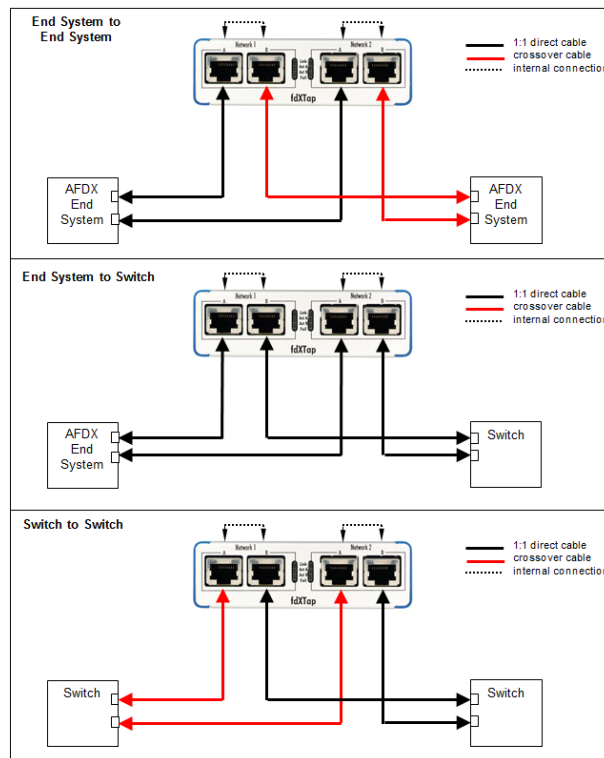 End System to
End System
Network 1
Network 2
A
B
A
B
Link
fdXTap
1:1 direct cable
crossover cable
internal connection
AFDX
End
System
AFDX
End
System
End System to Switch
Network 1
Network 2
A
B
A
B
Link
fdXTap
1:1 direct cable
crossover cable
internal connection
AFDX
End
System
Switch
Switch to Switch
Network 1
Network 2
A
B
A
B
Link
fdXTap
1:1 direct cable
crossover cable
internal connection
Switch
Switch